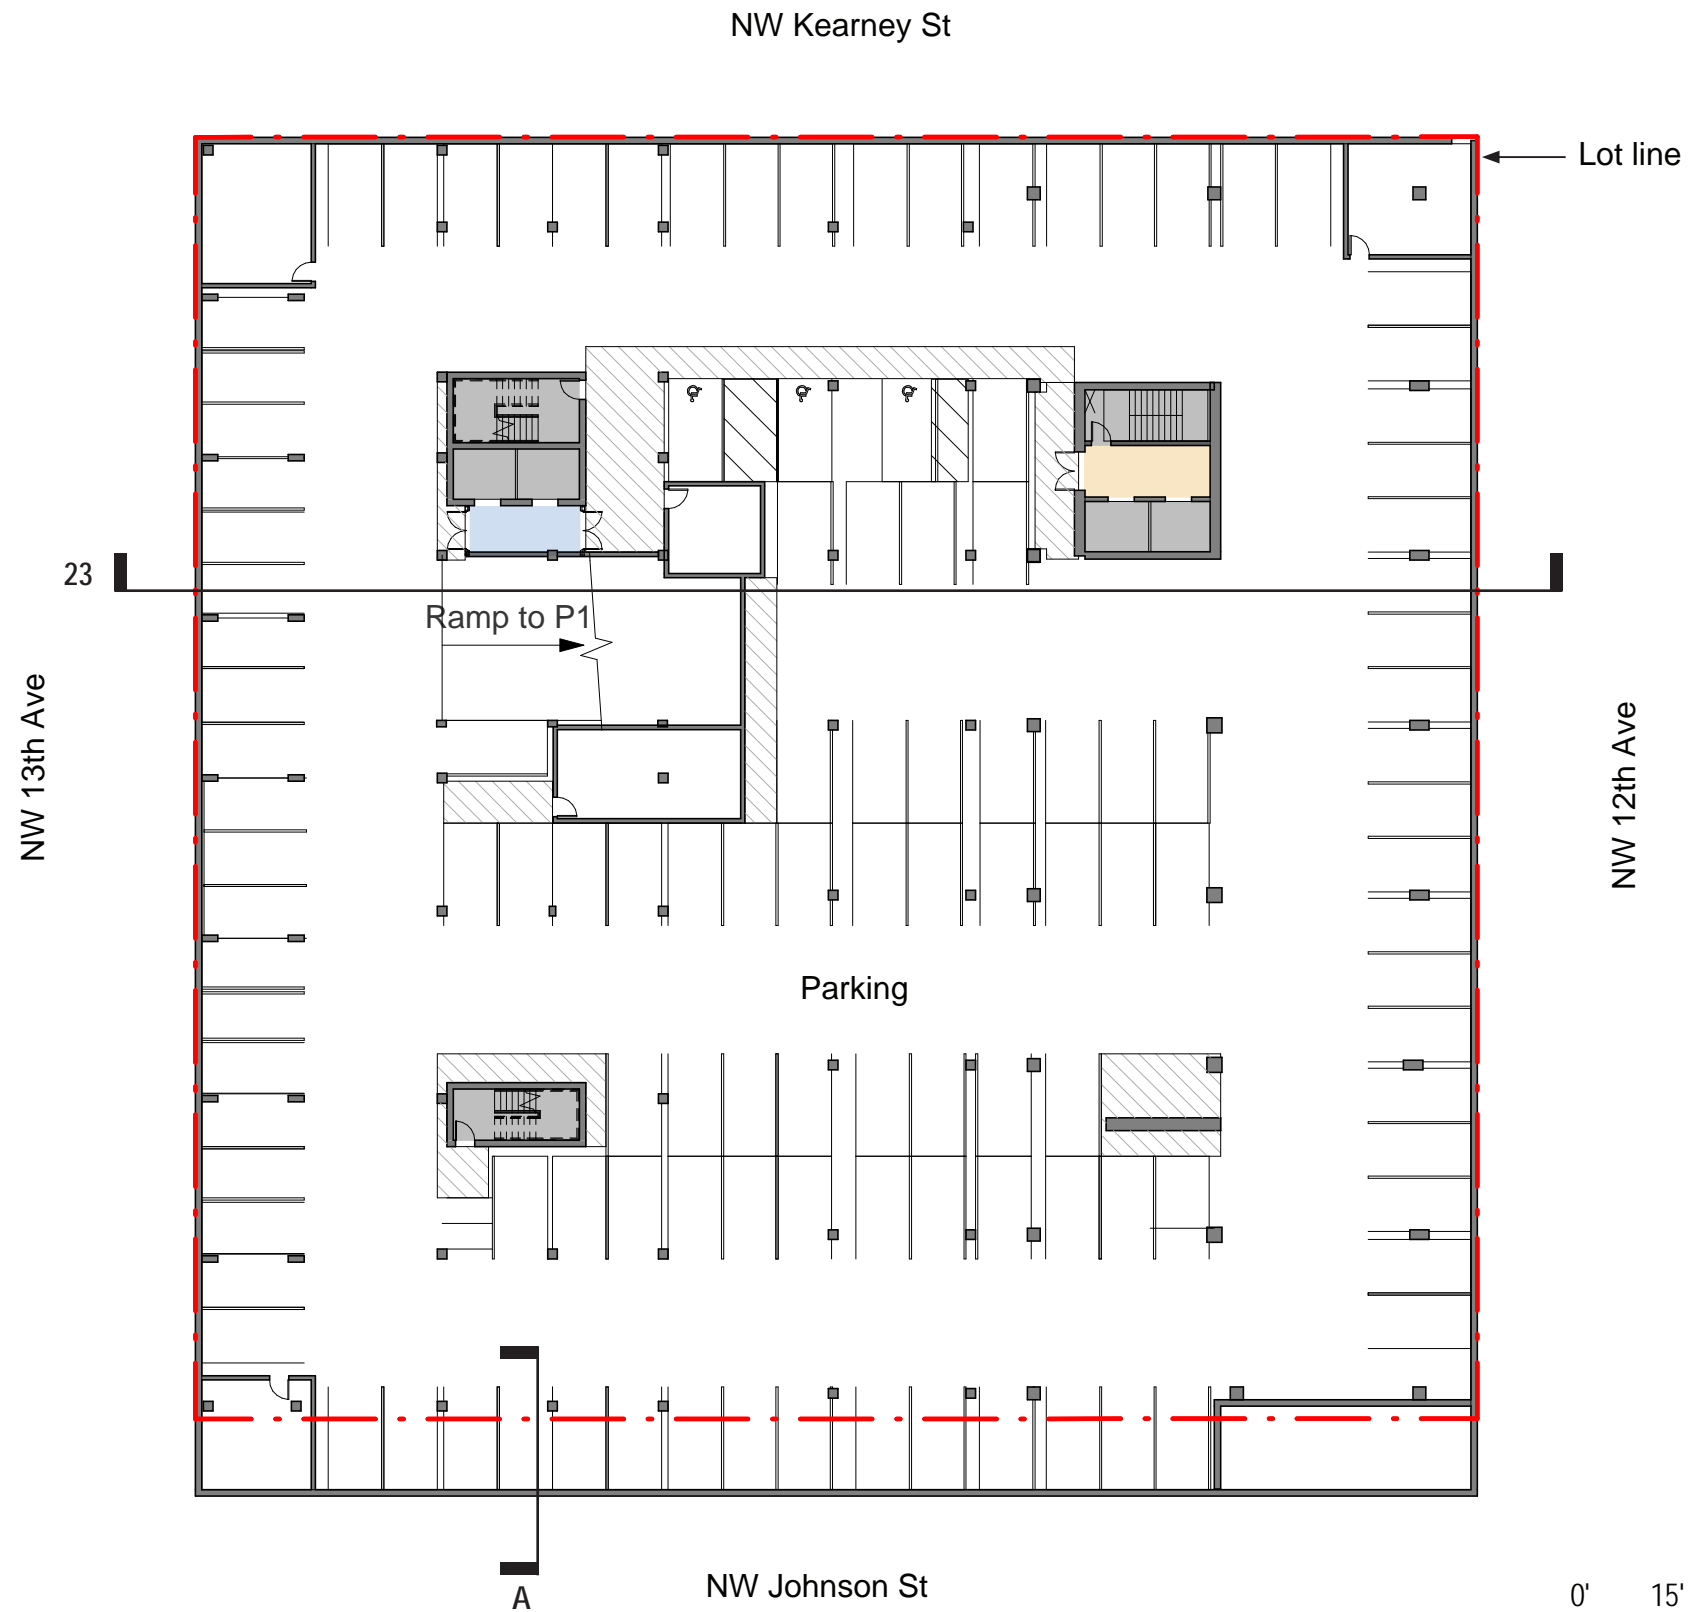 NW Kearney St
Lot line
23
Ramp to P1
NW 13th Ave
NW 12th Ave
Parking
A
NW Johnson St
0' 15'